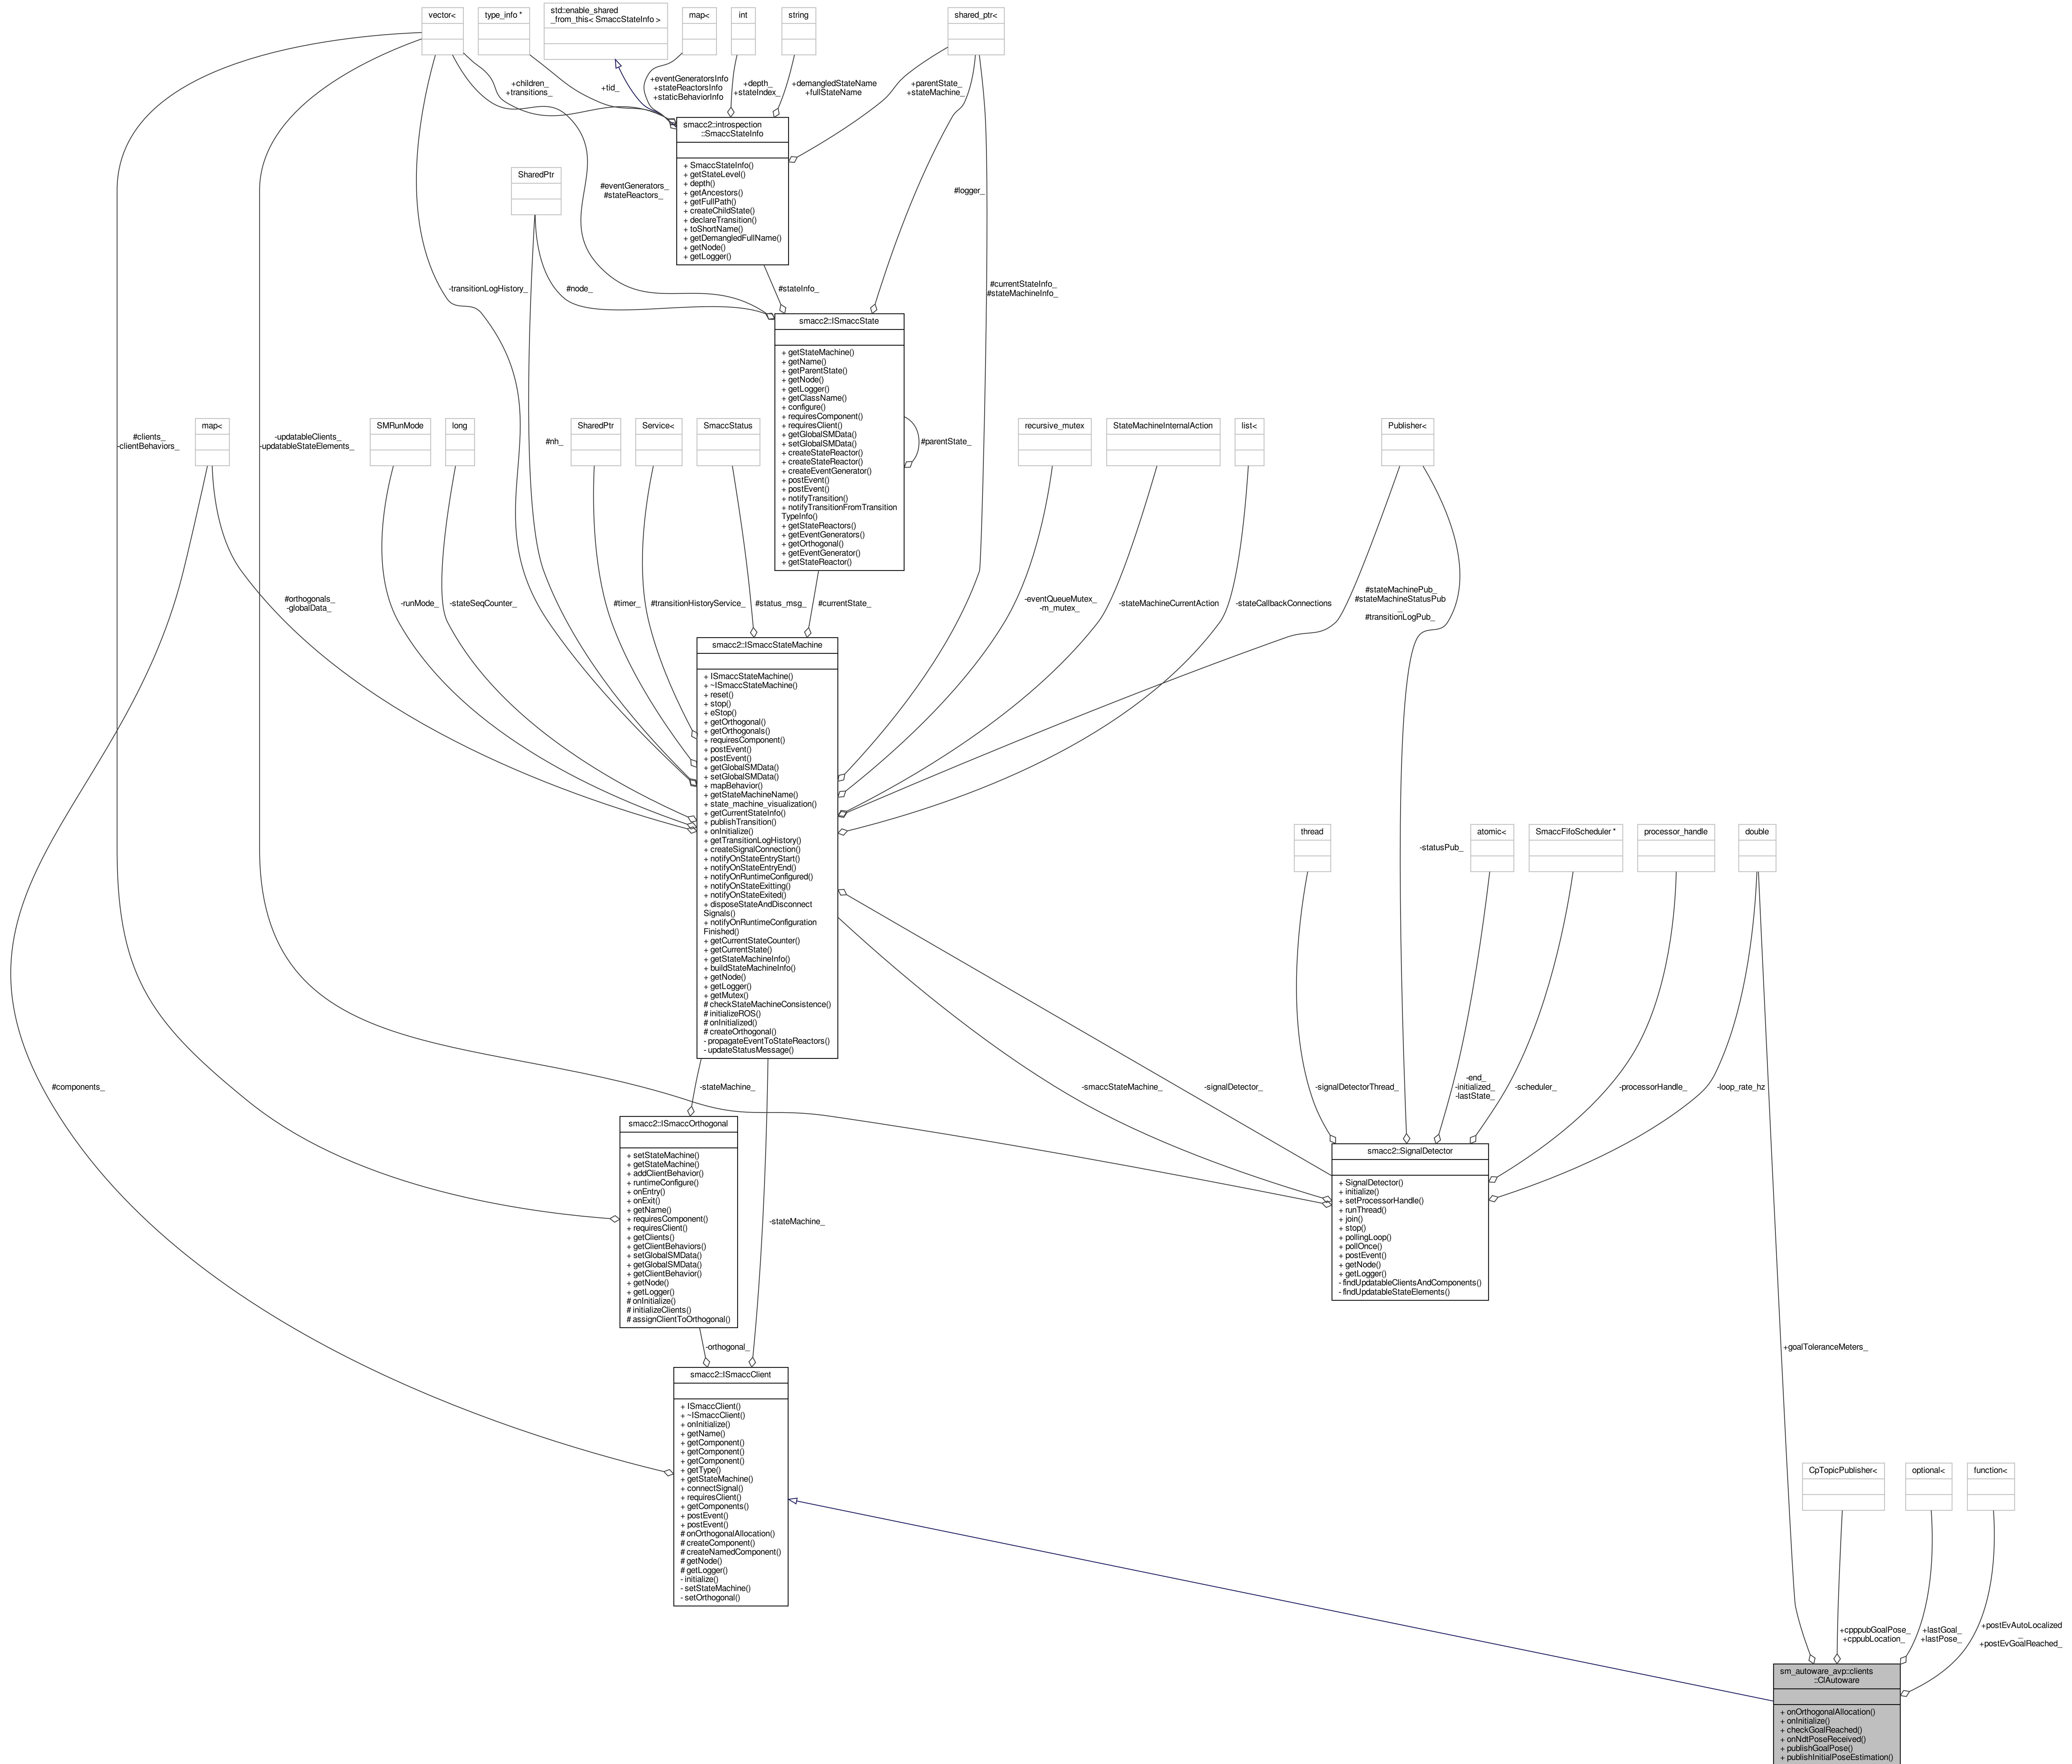 vector<
type_info *
std::enable_shared
_from_this< SmaccStateInfo >
map<
int
string
shared_ptr<
+children_
+transitions_
+tid_
+eventGeneratorsInfo
+stateReactorsInfo
+staticBehaviorInfo
+depth_
+stateIndex_
+demangledStateName
+fullStateName
+parentState_
+stateMachine_
smacc2::introspection
::SmaccStateInfo
+ SmaccStateInfo()
+ getStateLevel()
+ depth()
+ getAncestors()
+ getFullPath()
+ createChildState()
+ declareTransition()
+ toShortName()
+ getDemangledFullName()
+ getNode()
+ getLogger()
SharedPtr
#eventGenerators_
#stateReactors_
#logger_
-transitionLogHistory_
#node_
#stateInfo_
#currentStateInfo_
#stateMachineInfo_
smacc2::ISmaccState
+ getStateMachine()
+ getName()
+ getParentState()
+ getNode()
+ getLogger()
+ getClassName()
+ configure()
+ requiresComponent()
+ requiresClient()
+ getGlobalSMData()
+ setGlobalSMData()
+ createStateReactor()
+ createStateReactor()
+ createEventGenerator()
+ postEvent()
+ postEvent()
+ notifyTransition()
+ notifyTransitionFromTransition
TypeInfo()
+ getStateReactors()
+ getEventGenerators()
+ getOrthogonal()
+ getEventGenerator()
+ getStateReactor()
#parentState_
#clients_
-clientBehaviors_
map<
-updatableClients_
-updatableStateElements_
SMRunMode
long
#nh_
SharedPtr
Service<
SmaccStatus
recursive_mutex
StateMachineInternalAction
list<
Publisher<
#orthogonals_
-globalData_
-runMode_
-stateSeqCounter_
#timer_
#transitionHistoryService_
#status_msg_
#currentState_
-eventQueueMutex_
-m_mutex_
-stateMachineCurrentAction
-stateCallbackConnections
#stateMachinePub_
#stateMachineStatusPub
_
#transitionLogPub_
smacc2::ISmaccStateMachine
+ ISmaccStateMachine()
+ ~ISmaccStateMachine()
+ reset()
+ stop()
+ eStop()
+ getOrthogonal()
+ getOrthogonals()
+ requiresComponent()
+ postEvent()
+ postEvent()
+ getGlobalSMData()
+ setGlobalSMData()
+ mapBehavior()
+ getStateMachineName()
+ state_machine_visualization()
+ getCurrentStateInfo()
+ publishTransition()
+ onInitialize()
+ getTransitionLogHistory()
+ createSignalConnection()
+ notifyOnStateEntryStart()
+ notifyOnStateEntryEnd()
+ notifyOnRuntimeConfigured()
+ notifyOnStateExitting()
+ notifyOnStateExited()
+ disposeStateAndDisconnect
Signals()
+ notifyOnRuntimeConfiguration
Finished()
+ getCurrentStateCounter()
+ getCurrentState()
+ getStateMachineInfo()
+ buildStateMachineInfo()
+ getNode()
+ getLogger()
+ getMutex()
# checkStateMachineConsistence()
# initializeROS()
# onInitialized()
# createOrthogonal()
- propagateEventToStateReactors()
- updateStatusMessage()
thread
-statusPub_
atomic<
SmaccFifoScheduler *
processor_handle
double
#components_
-stateMachine_
-smaccStateMachine_
-signalDetector_
-signalDetectorThread_
-end_
-initialized_
-lastState_
-scheduler_
-processorHandle_
-loop_rate_hz
smacc2::ISmaccOrthogonal
+ setStateMachine()
+ getStateMachine()
+ addClientBehavior()
+ runtimeConfigure()
+ onEntry()
+ onExit()
+ getName()
+ requiresComponent()
+ requiresClient()
+ getClients()
+ getClientBehaviors()
+ setGlobalSMData()
+ getGlobalSMData()
+ getClientBehavior()
+ getNode()
+ getLogger()
# onInitialize()
# initializeClients()
# assignClientToOrthogonal()
-stateMachine_
smacc2::SignalDetector
+ SignalDetector()
+ initialize()
+ setProcessorHandle()
+ runThread()
+ join()
+ stop()
+ pollingLoop()
+ pollOnce()
+ postEvent()
+ getNode()
+ getLogger()
- findUpdatableClientsAndComponents()
- findUpdatableStateElements()
-orthogonal_
+goalToleranceMeters_
smacc2::ISmaccClient
+ ISmaccClient()
+ ~ISmaccClient()
+ onInitialize()
+ getName()
+ getComponent()
+ getComponent()
+ getComponent()
+ getType()
+ getStateMachine()
+ connectSignal()
+ requiresClient()
+ getComponents()
+ postEvent()
+ postEvent()
# onOrthogonalAllocation()
# createComponent()
# createNamedComponent()
# getNode()
# getLogger()
- initialize()
- setStateMachine()
- setOrthogonal()
CpTopicPublisher<
optional<
function<
+cpppubGoalPose_
+cppubLocation_
+lastGoal_
+lastPose_
+postEvAutoLocalized
_
+postEvGoalReached_
sm_autoware_avp::clients
::ClAutoware
+ onOrthogonalAllocation()
+ onInitialize()
+ checkGoalReached()
+ onNdtPoseReceived()
+ publishGoalPose()
+ publishInitialPoseEstimation()